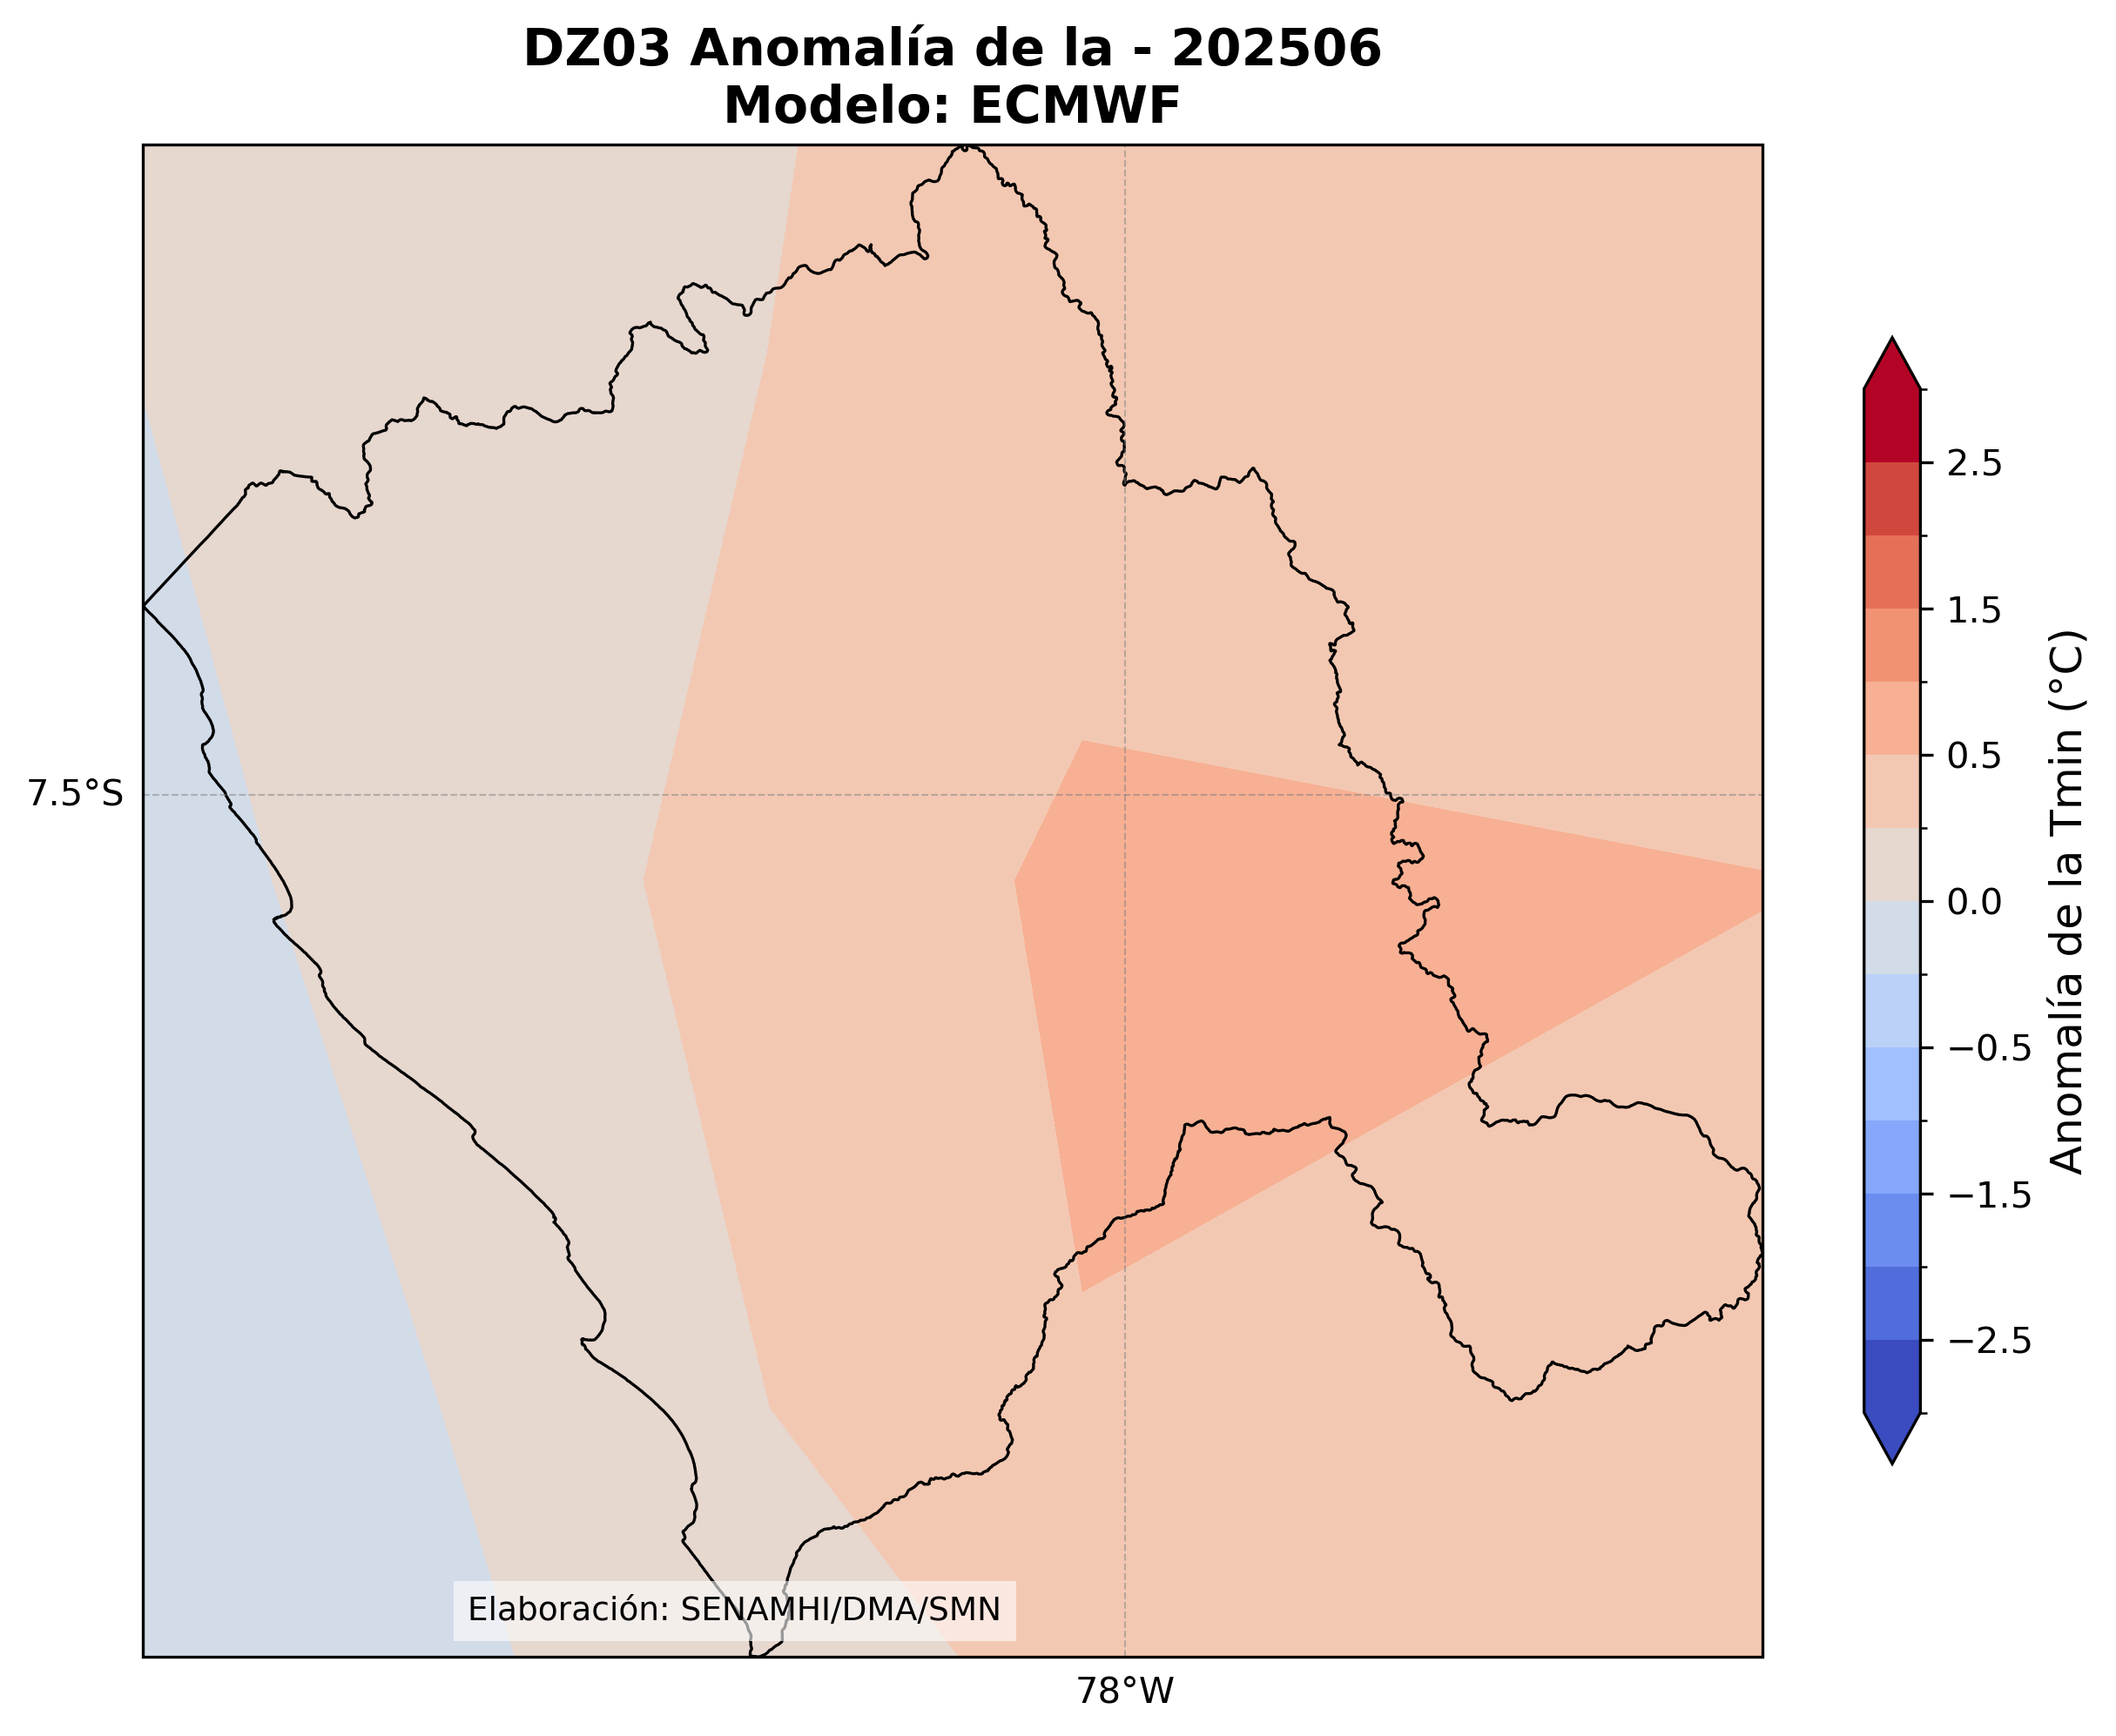 DZ03 Anomalía de la - 202506
Modelo: ECMWF
7.5°S
78°W
Elaboración: SENAMHI/DMA/SMN
2.5
1.5
0.5
0.0
−0.5
−1.5
−2.5
Anomalía de la Tmin (°C)